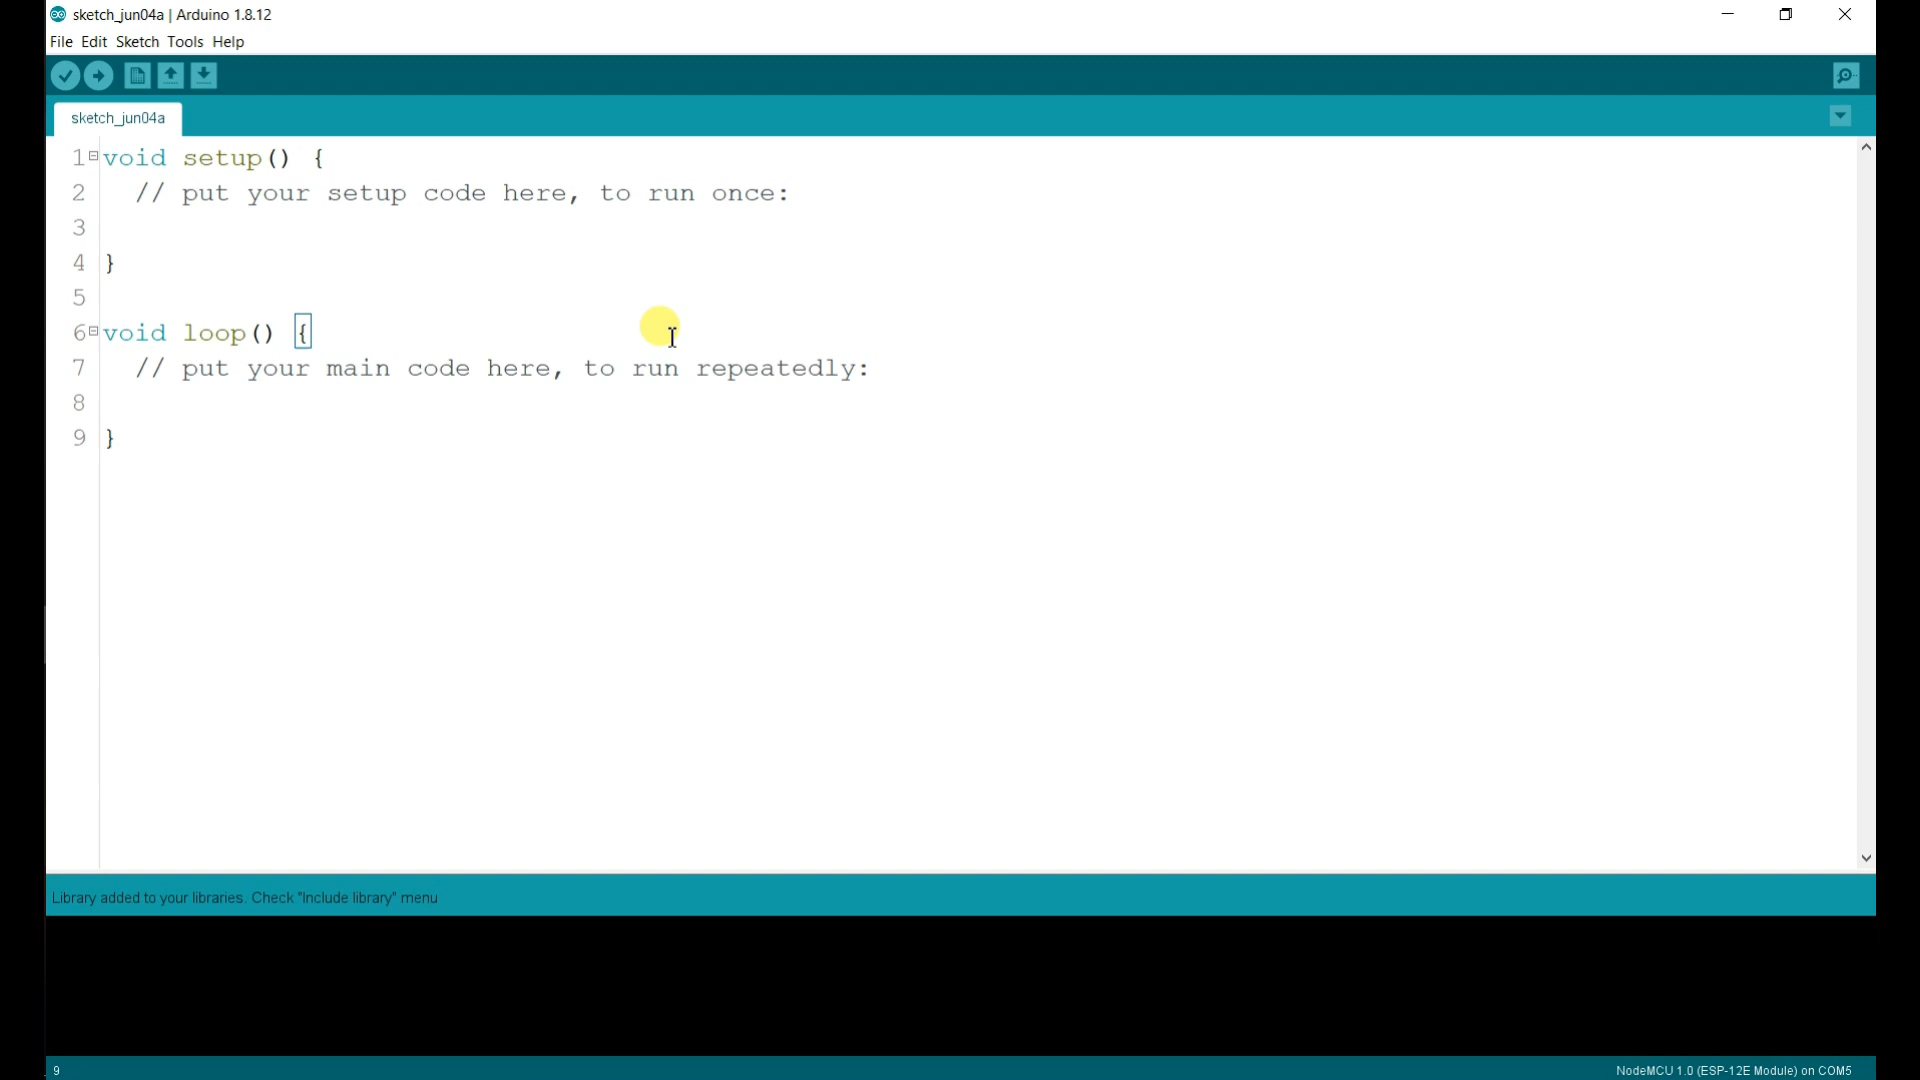 sketch_jun04a | Arduino 1.8.12
File Edit Sketch Tools Help
sketch_jun04a
1 void setup() {
2 // put your setup code here, to run once:
3
4 }
5
6 void loop() {
7 // put your main code here, to run repeatedly:
8
9 }
Library added to your libraries. Check "Include library" menu
9 NodeMCU 1.0 (ESP-12E Module) on COM5